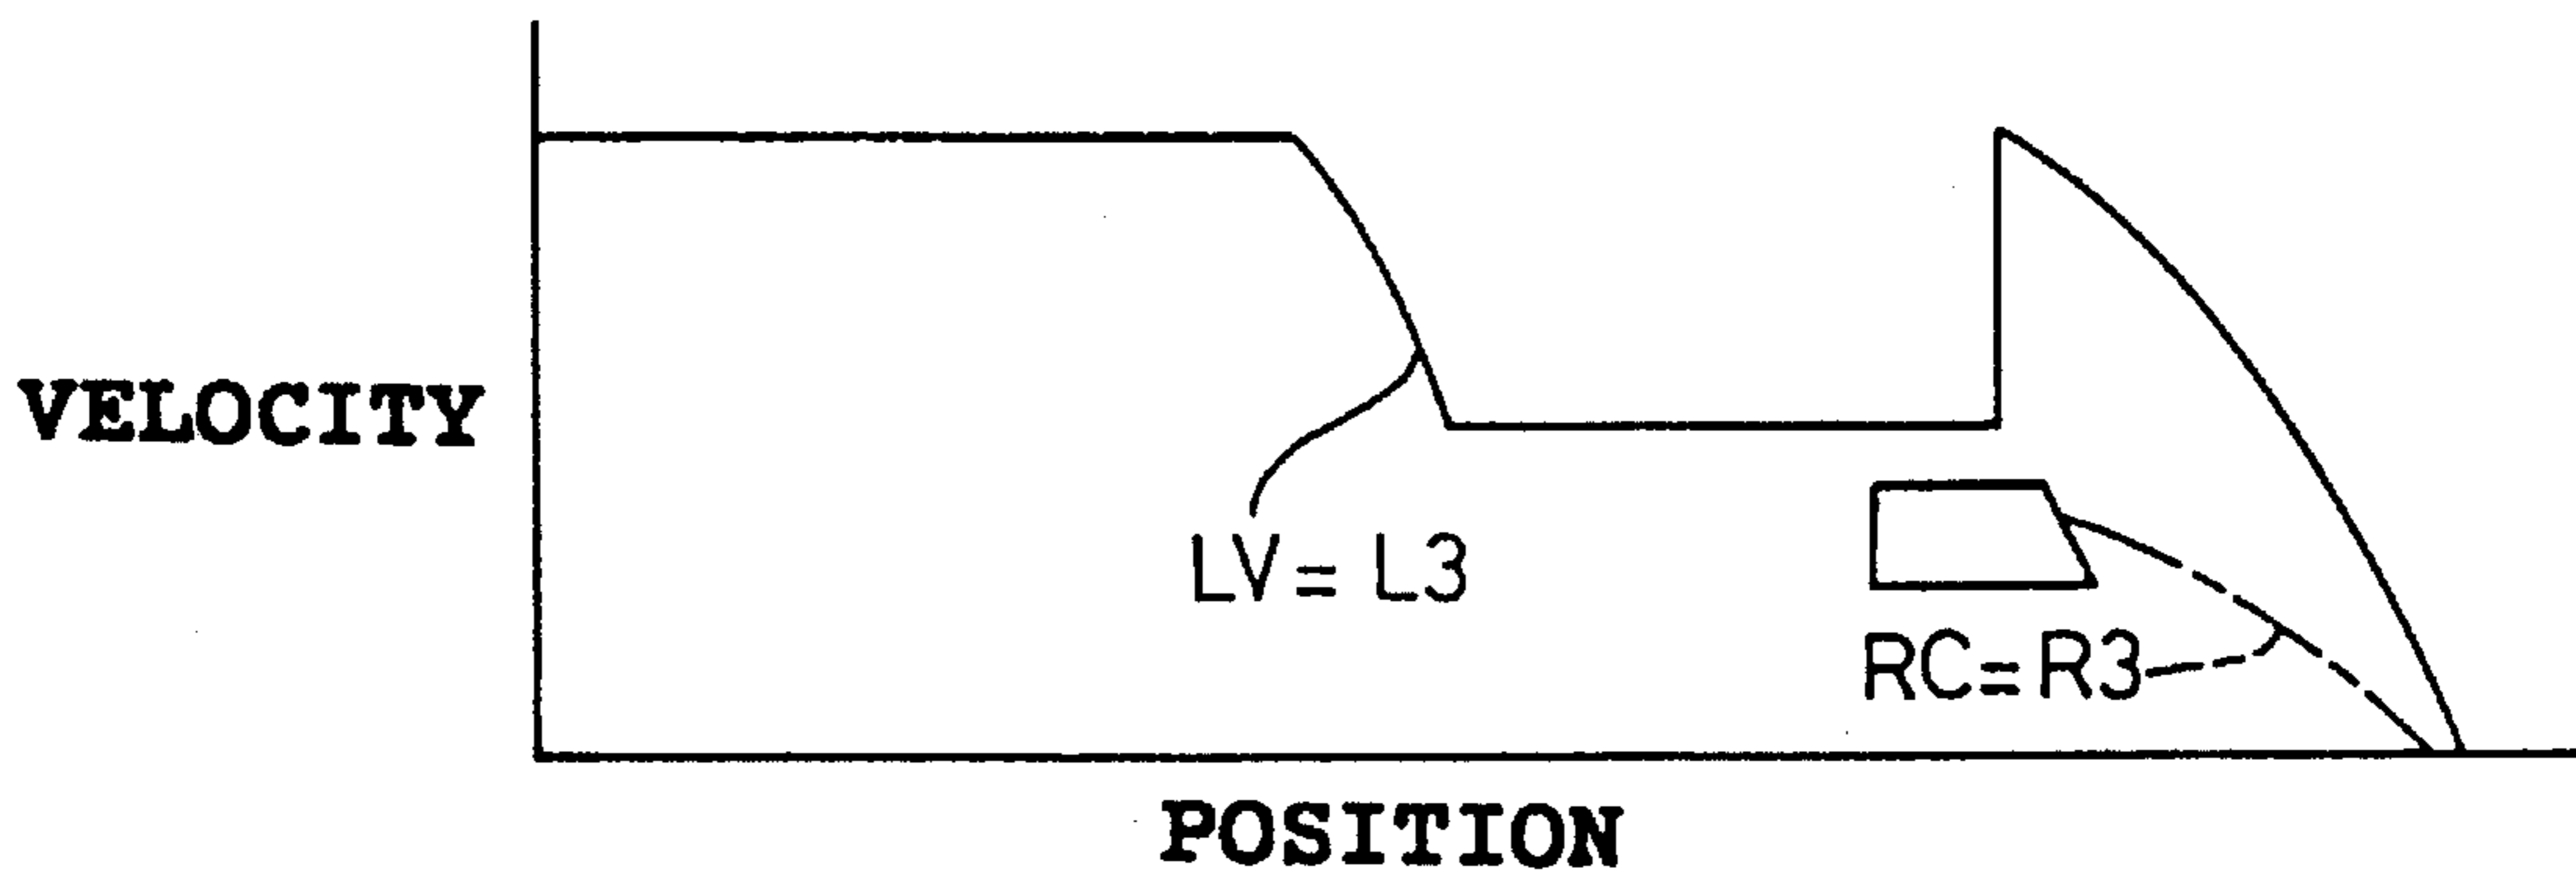 VELOCITY
LV = L3
RC = R3
POSITION